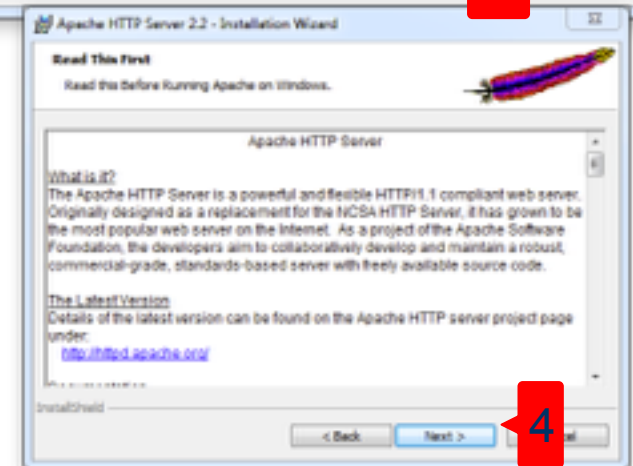 Apache HTTP Server 2.2 - Installation Wizard
Read This First
Read this Before Running Apache on Windows.
Apache HTTP Server
What is it?
The Apache HTTP Server is a powerful and flexible HTTP/1.1 compliant web server.
Originally designed as a replacement for the NCSA HTTP Server, it has grown to be
the most popular web server on the Internet. As a project of the Apache Software
Foundation, the developers aim to collaboratively develop and maintain a robust,
commercial-grade, standards-based server with freely available source code.
The Latest Version
Details of the latest version can be found on the Apache HTTP server project page
under:
http://httpd.apache.org/
InstallShield
< Back
Next >
4